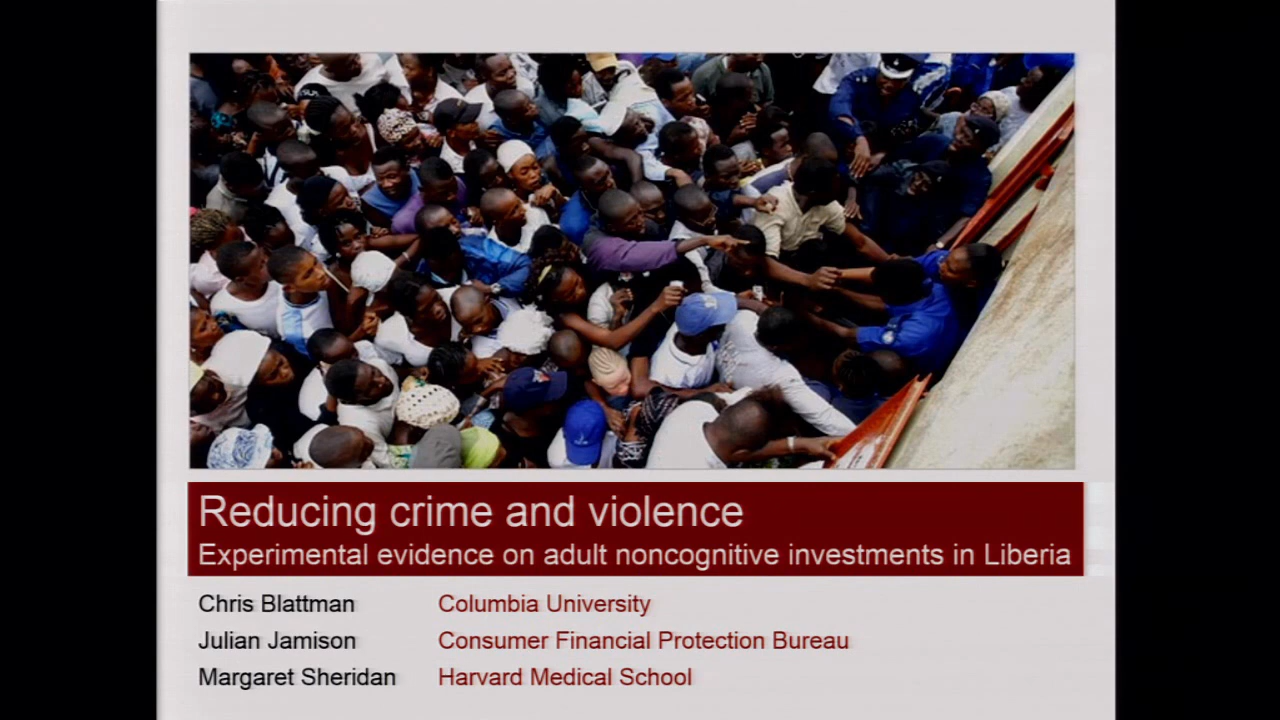 Reducing crime and violence
Experimental evidence on adult noncognitive investments in Liberia
Chris Blattman Columbia University
Julian Jamison Consumer Financial Protection Bureau
Margaret Sheridan Harvard Medical School